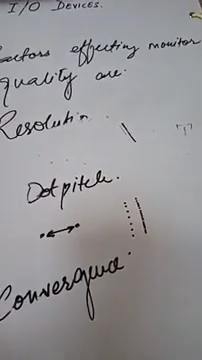 I/O Devices.
Factors effecting monitor
quality are.
Resolution.
Dot pitch.
Convergence.